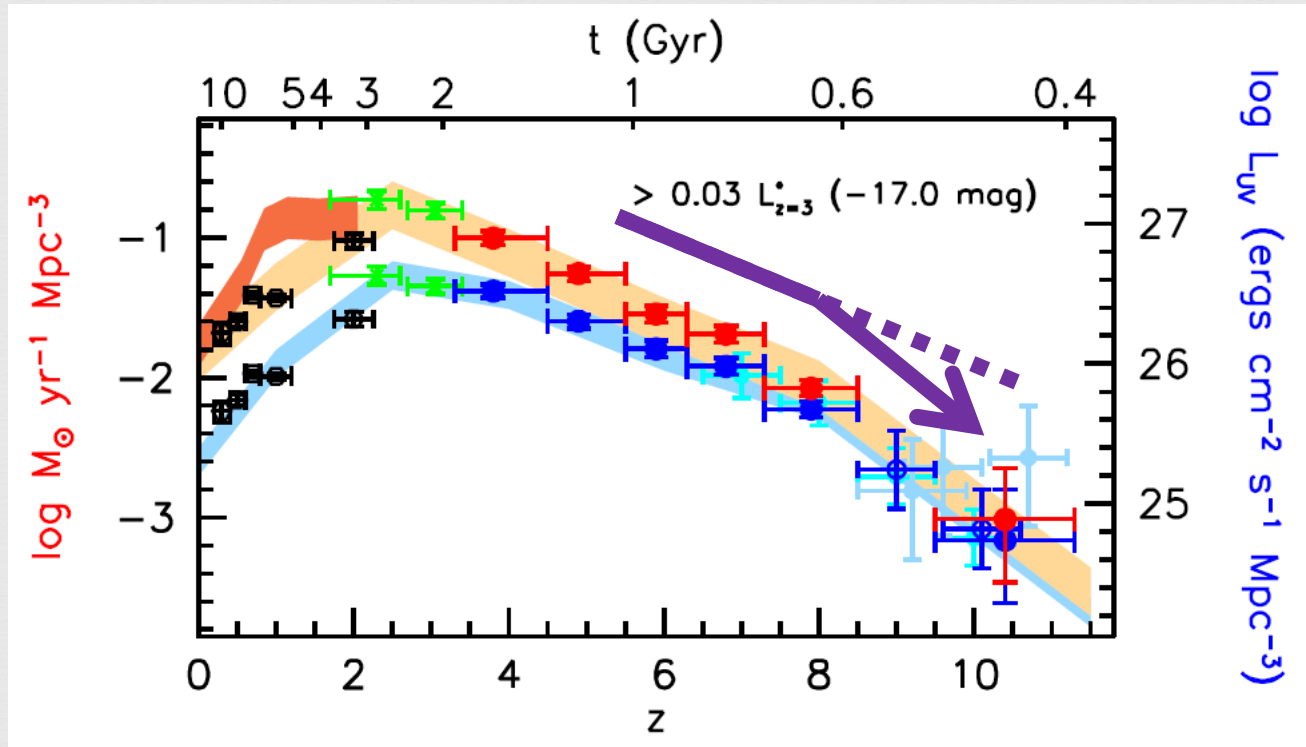 t (Gyr)
10 5 4 3 2 1 0.6 0.4
> 0.03 L*z=3 (−17.0 mag)
log M⊙ yr⁻¹ Mpc⁻³
−1
−2
−3
27
26
25
log Luv (ergs cm⁻² s⁻¹ Mpc⁻³)
0 2 4 6 8 10
z